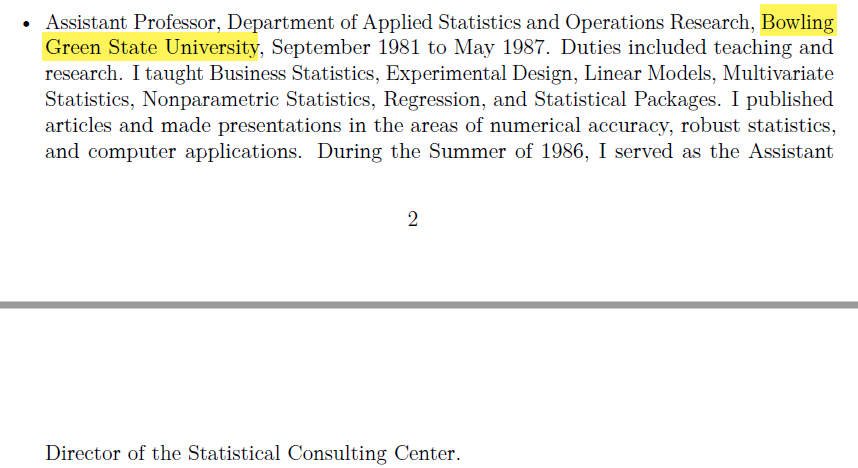 • Assistant Professor, Department of Applied Statistics and Operations Research, Bowling
Green State University, September 1981 to May 1987. Duties included teaching and
research. I taught Business Statistics, Experimental Design, Linear Models, Multivariate
Statistics, Nonparametric Statistics, Regression, and Statistical Packages. I published
articles and made presentations in the areas of numerical accuracy, robust statistics,
and computer applications. During the Summer of 1986, I served as the Assistant
2
Director of the Statistical Consulting Center.